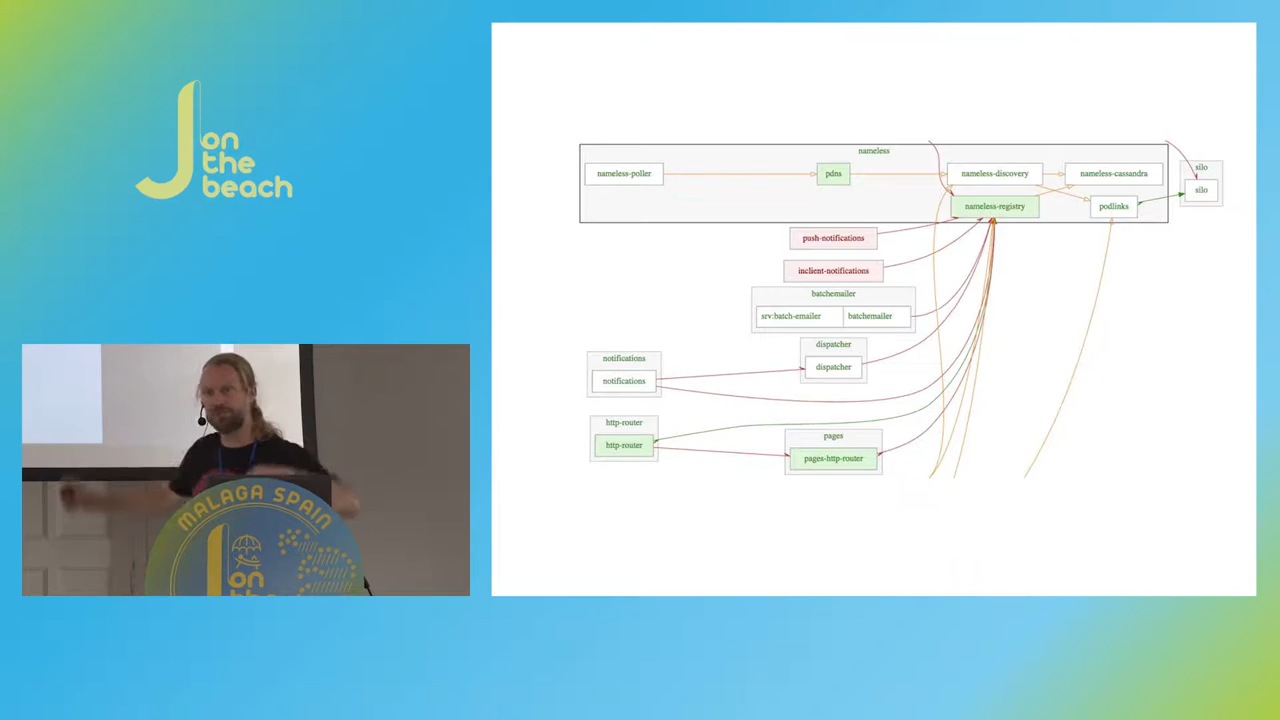 J on
the
beach
nameless
nameless-poller
pdns
nameless-discovery
nameless-cassandra
nameless-registry
podlinks
silo
silo
push-notifications
inclient-notifications
batchemailer
srv:batch-emailer
batchemailer
dispatcher
dispatcher
notifications
notifications
http-router
http-router
pages
pages-http-router
MALAGA SPAIN
J on